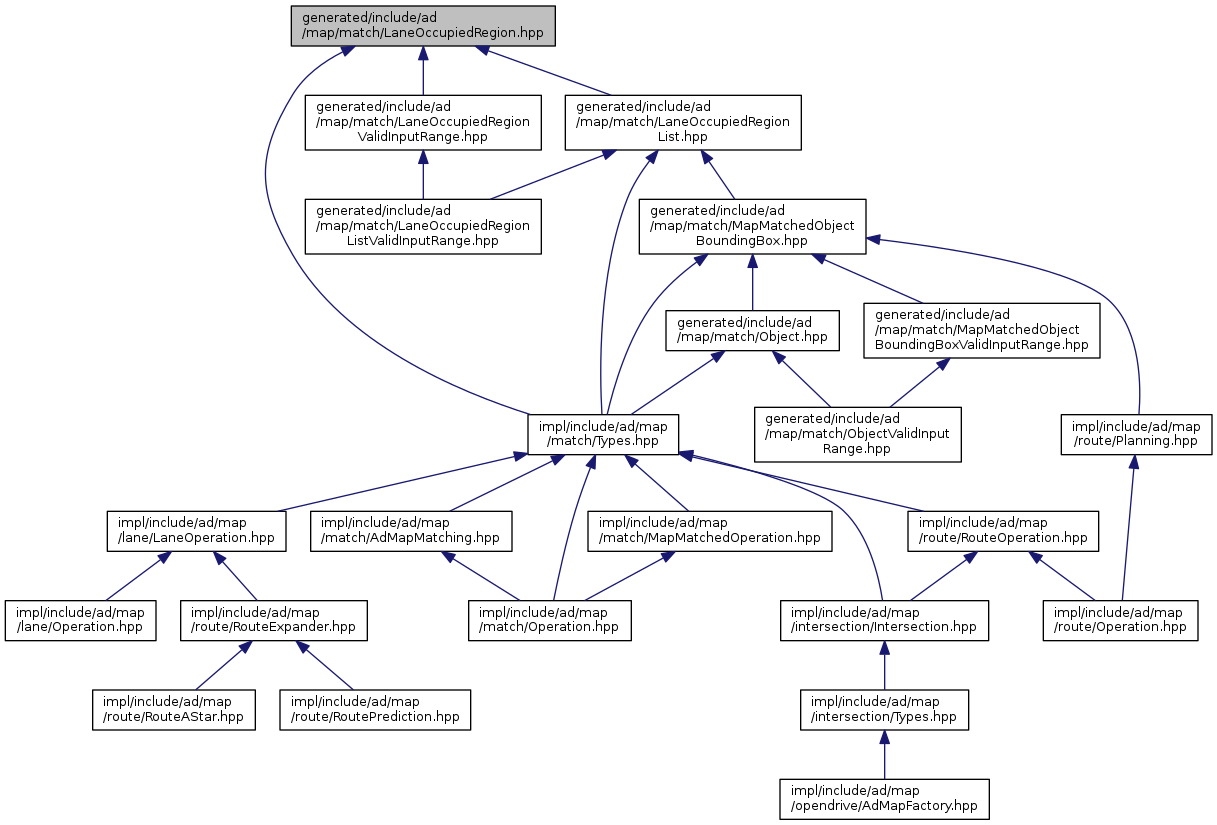 generated/include/ad
/map/match/LaneOccupiedRegion.hpp
generated/include/ad
/map/match/LaneOccupiedRegion
ValidInputRange.hpp
generated/include/ad
/map/match/LaneOccupiedRegion
List.hpp
generated/include/ad
/map/match/LaneOccupiedRegion
ListValidInputRange.hpp
generated/include/ad
/map/match/MapMatchedObject
BoundingBox.hpp
generated/include/ad
/map/match/Object.hpp
generated/include/ad
/map/match/MapMatchedObject
BoundingBoxValidInputRange.hpp
impl/include/ad/map
/match/Types.hpp
generated/include/ad
/map/match/ObjectValidInput
Range.hpp
impl/include/ad/map
/route/Planning.hpp
impl/include/ad/map
/lane/LaneOperation.hpp
impl/include/ad/map
/match/AdMapMatching.hpp
impl/include/ad/map
/match/MapMatchedOperation.hpp
impl/include/ad/map
/route/RouteOperation.hpp
impl/include/ad/map
/lane/Operation.hpp
impl/include/ad/map
/route/RouteExpander.hpp
impl/include/ad/map
/match/Operation.hpp
impl/include/ad/map
/intersection/Intersection.hpp
impl/include/ad/map
/route/Operation.hpp
impl/include/ad/map
/route/RouteAStar.hpp
impl/include/ad/map
/route/RoutePrediction.hpp
impl/include/ad/map
/intersection/Types.hpp
impl/include/ad/map
/opendrive/AdMapFactory.hpp